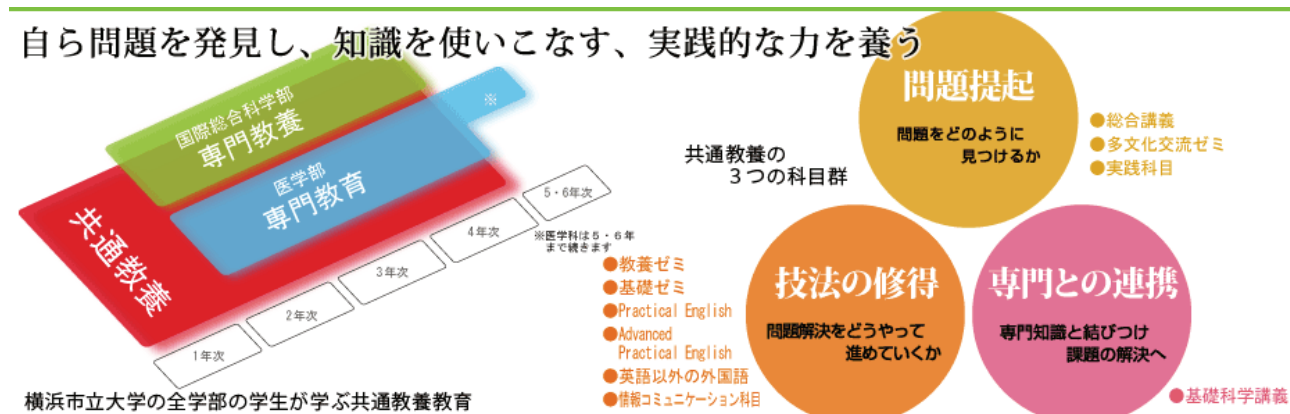 自ら問題を発見し、知識を使いこなす、実践的な力を養う
国際総合科学部
専門教養
※
医学部
専門教育
共通教養
1年次
2年次
3年次
4年次
5・6年次
※医学科は5・6年
まで続きます
横浜市立大学の全学部の学生が学ぶ共通教養教育
共通教養の
3つの科目群
問題提起
問題をどのように
見つけるか
●総合講義
●多文化交流ゼミ
●実践科目
技法の修得
問題解決をどうやって
進めていくか
●教養ゼミ
●基礎ゼミ
●Practical English
●Advanced
Practical English
●英語以外の外国語
●情報コミュニケーション科目
専門との連携
専門知識と結びつけ
課題の解決へ
●基礎科学講義